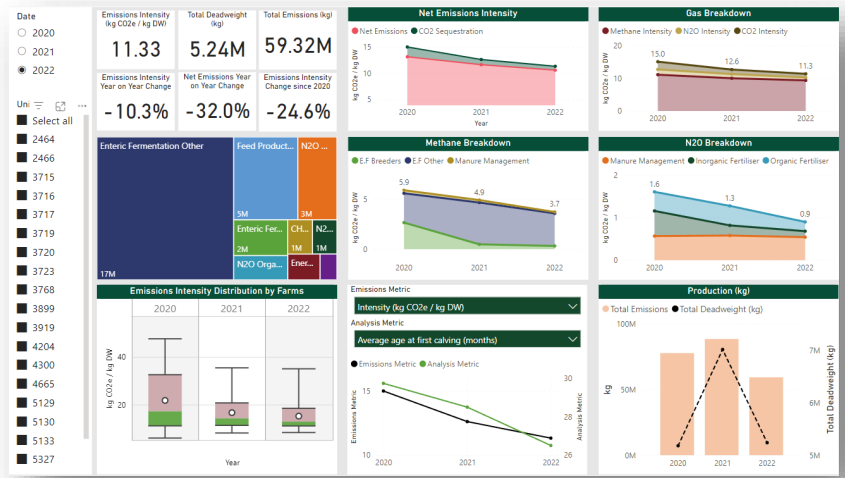 Date
2020
2021
2022
Uni
Select all
2464
2466
3715
3716
3717
3719
3720
3723
3768
3899
3919
4204
4300
4665
5129
5130
5133
5327
Emissions Intensity
(kg CO2e / kg DW)
11.33
Total Deadweight
(kg)
5.24M
Total Emissions (kg)
59.32M
Emissions Intensity
Year on Year Change
-10.3%
Net Emissions Year
on Year Change
-32.0%
Emissions Intensity
Change since 2020
-24.6%
Enteric Fermentation Other
17M
Feed Product...
5M
N2O ...
3M
Enteric Fer...
2M
CH...
1M
N2...
1M
N2O Orga...
Ener...
Emissions Intensity Distribution by Farms
2020
2021
2022
kg CO2e / kg DW
40
20
Year
Net Emissions Intensity
Net Emissions
CO2 Sequestration
kg CO2e / kg DW
15
10
5
2020
2021
2022
Year
Gas Breakdown
Methane Intensity
N2O Intensity
CO2 Intensity
kg CO2e / kg DW
20
10
0
15.0
12.6
11.3
2020
2021
2022
Methane Breakdown
E.F Breeders
E.F Other
Manure Management
kg CO2e / kg DW
5
0
5.9
4.9
3.7
2020
2021
2022
N2O Breakdown
Manure Management
Inorganic Fertiliser
Organic Fertiliser
kg CO2e / kg DW
2
1
0
1.6
1.3
0.9
2020
2021
2022
Emissions Metric
Intensity (kg CO2e / kg DW)
Analysis Metric
Average age at first calving (months)
Emissions Metric
Analysis Metric
Emissions Metric
15
10
30
28
26
Analysis Metric
2020
2021
2022
Production (kg)
Total Emissions
Total Deadweight (kg)
kg
100M
50M
0M
7M
6M
5M
Total Deadweight (kg)
2020
2021
2022